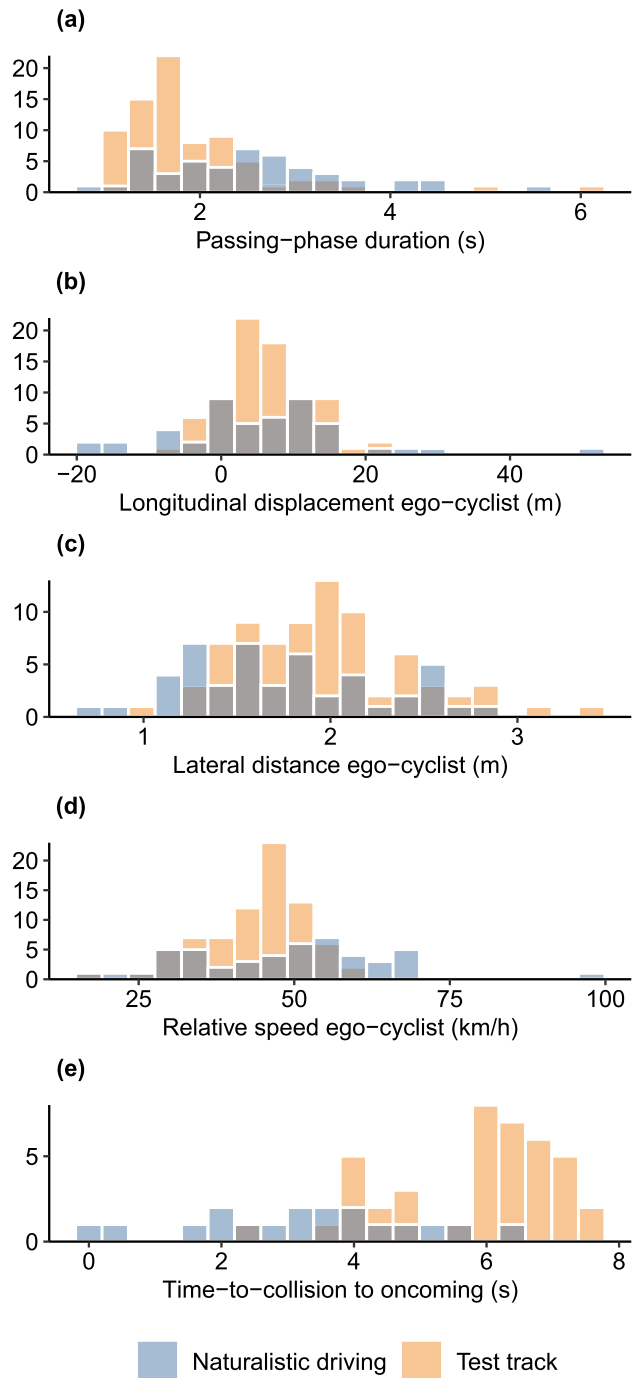 (a)
20
15
10
5
0
2 4 6
Passing−phase duration (s)
(b)
20
15
10
5
0
−20 0 20 40
Longitudinal displacement ego−cyclist (m)
(c)
10
5
0
1 2 3
Lateral distance ego−cyclist (m)
(d)
20
15
10
5
0
25 50 75 100
Relative speed ego−cyclist (km/h)
(e)
5
0
0 2 4 6 8
Time−to−collision to oncoming (s)
Naturalistic driving Test track